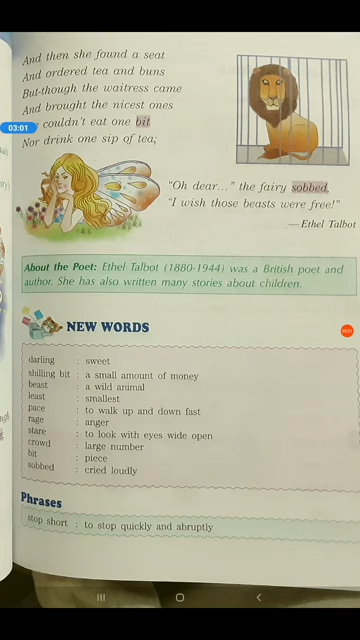 And then she found a seat
And ordered tea and buns
But-though the waitress came
And brought the nicest ones
couldn't eat one bit
Nor drink one sip of tea;
03:01
"Oh dear..." the fairy sobbed,
"I wish those beasts were free!"
—Ethel Talbot
About the Poet: Ethel Talbot (1880-1944) was a British poet and
author. She has also written many stories about children.
NEW WORDS
darling : sweet
shilling bit : a small amount of money
beast : a wild animal
least : smallest
pace : to walk up and down fast
rage : anger
stare : to look with eyes wide open
crowd : large number
bit : piece
sobbed : cried loudly
Phrases
stop short : to stop quickly and abruptly